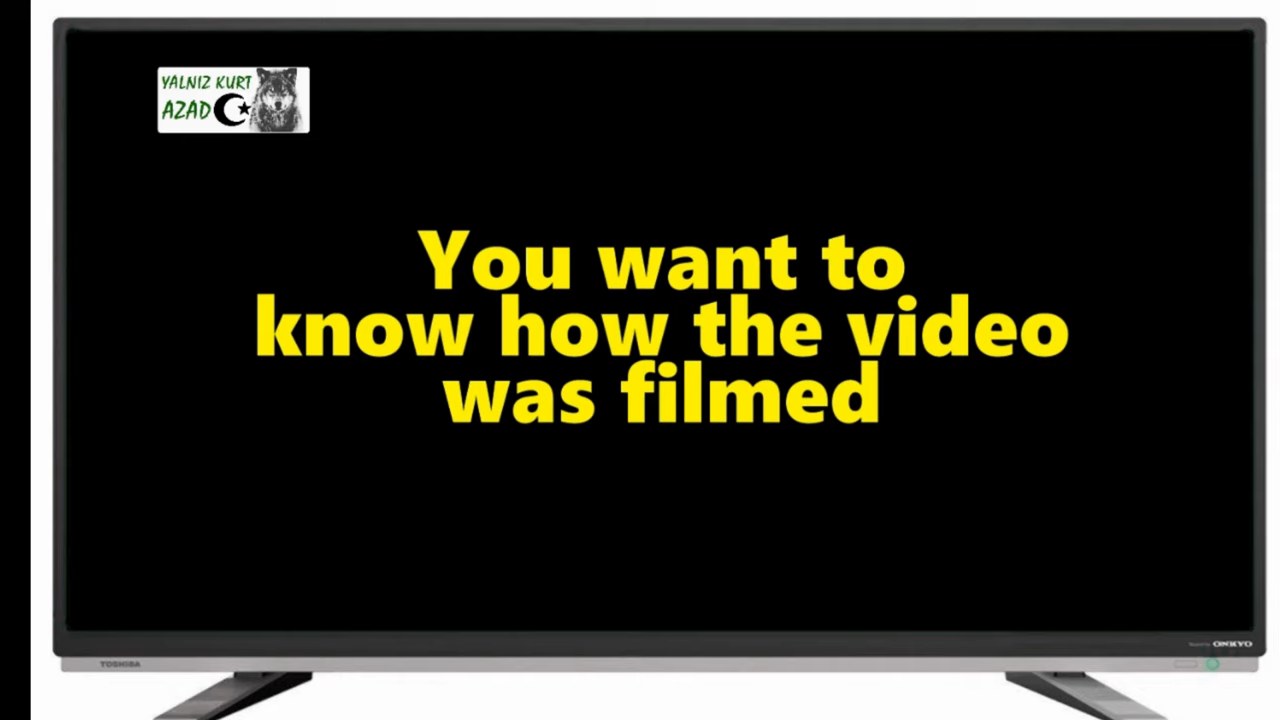 YALNIZ KURT
AZAD
You want to
know how the video
was filmed
ONKYO
TOSHIBA